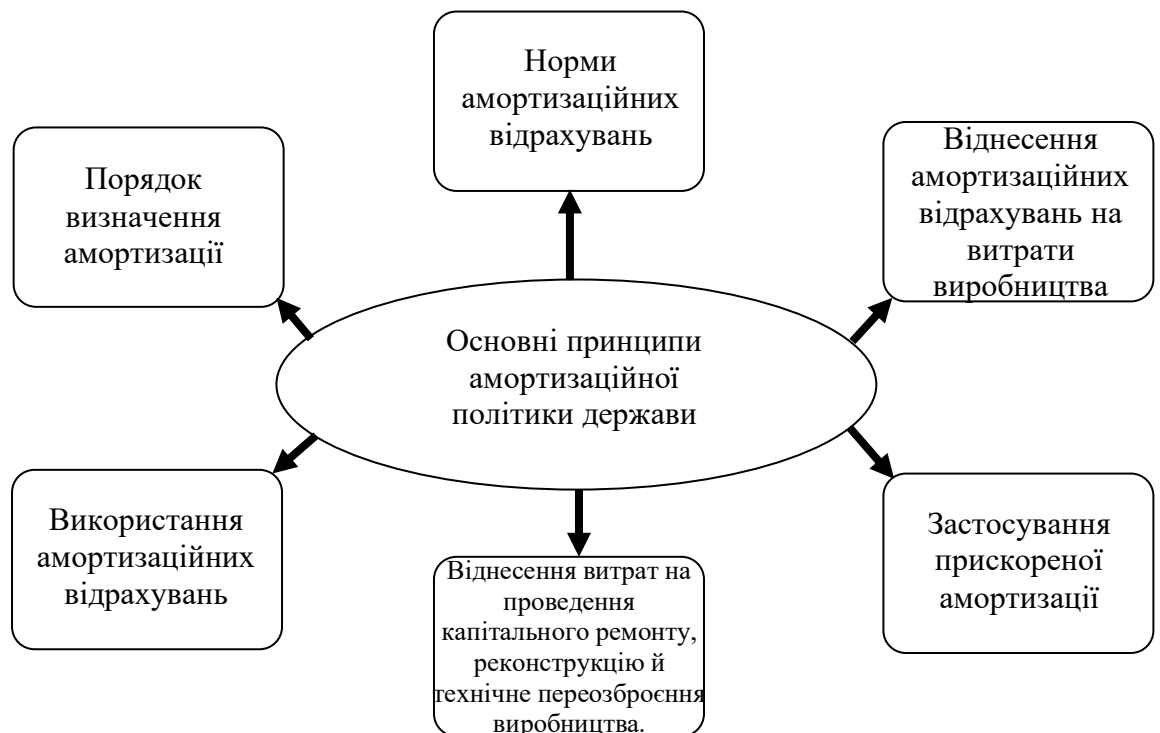 Норми
амортизаційних
відрахувань
Порядок
визначення
амортизації
Віднесення
амортизаційних
відрахувань на
витрати
виробництва
Основні принципи
амортизаційної
політики держави
Використання
амортизаційних
відрахувань
Віднесення витрат на
проведення
капітального ремонту,
реконструкцію й
технічне переозброєння
виробництва.
Застосування
прискореної
амортизації